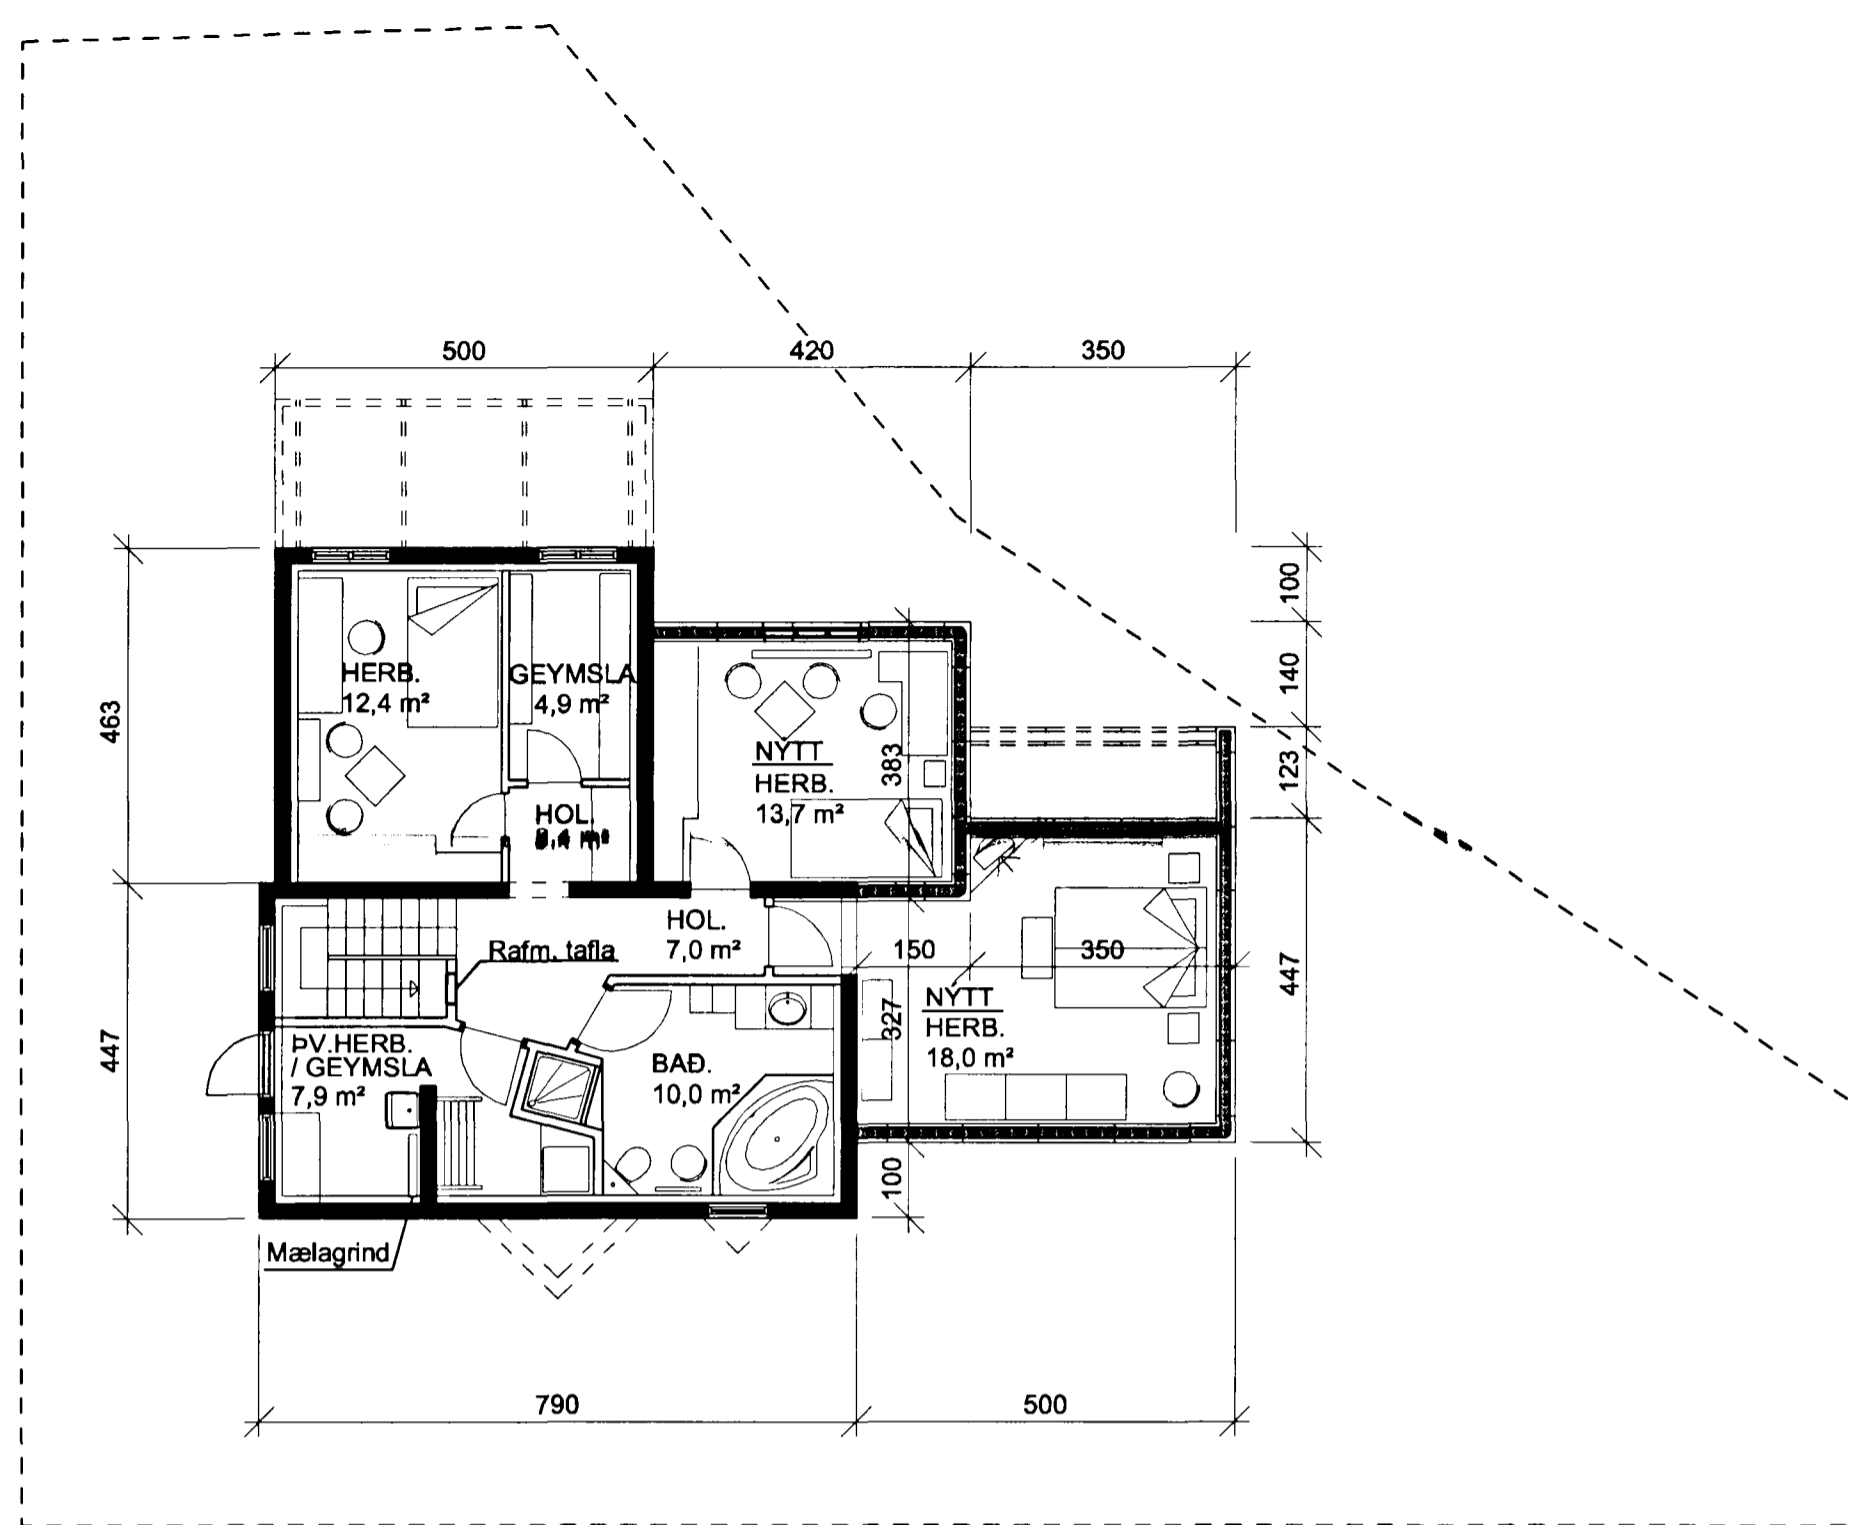 500
420
350
100
140
123
447
463
447
HERB.
12,4 m²
GEYMSLA
4,9 m²
HOL.
m²
NÝTT
HERB.
13,7 m²
383
HOL.
7,0 m²
Rafm. tafla
150
350
NÝTT
HERB.
18,0 m²
327
ÞV.HERB.
/ GEYMSLA
7,9 m²
BAÐ.
10,0 m²
100
Mælagrind
790
500